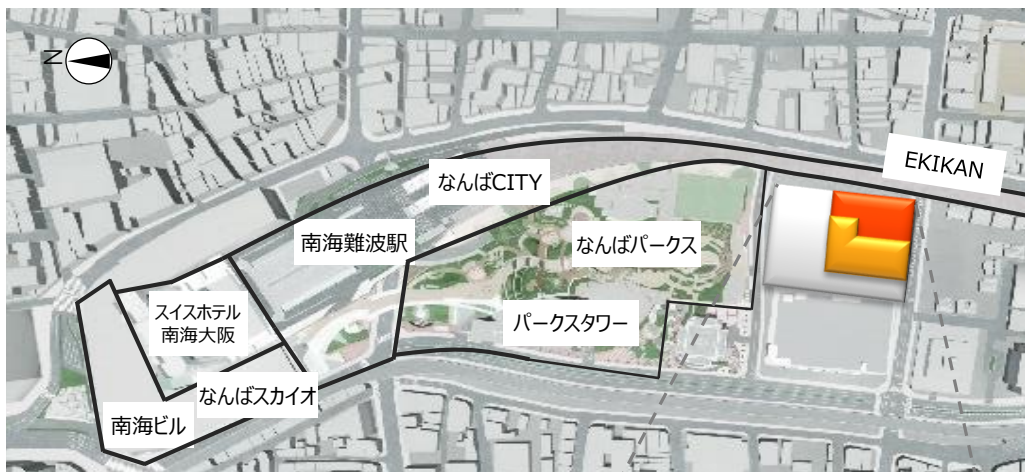 N
EKIKAN
なんばCITY
南海難波駅
なんばパークス
スイスホテル
南海大阪
パークスタワー
なんばスカイオ
南海ビル